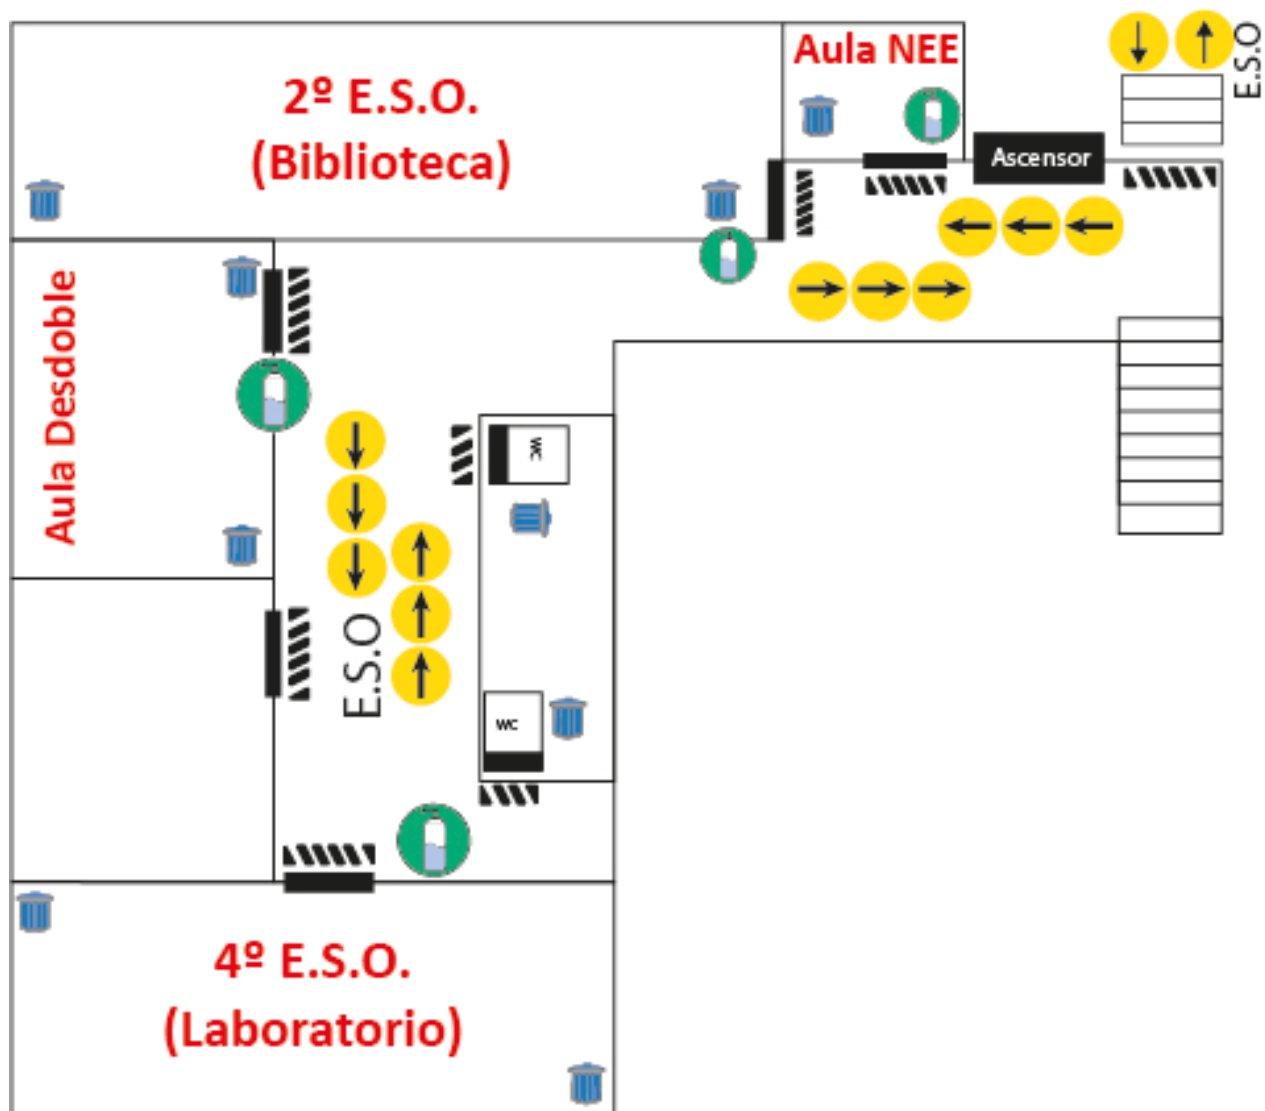 2º E.S.O.
(Biblioteca)
Aula NEE
E.S.O
Ascensor
Aula Desdoble
WC
E.S.O
WC
4º E.S.O.
(Laboratorio)